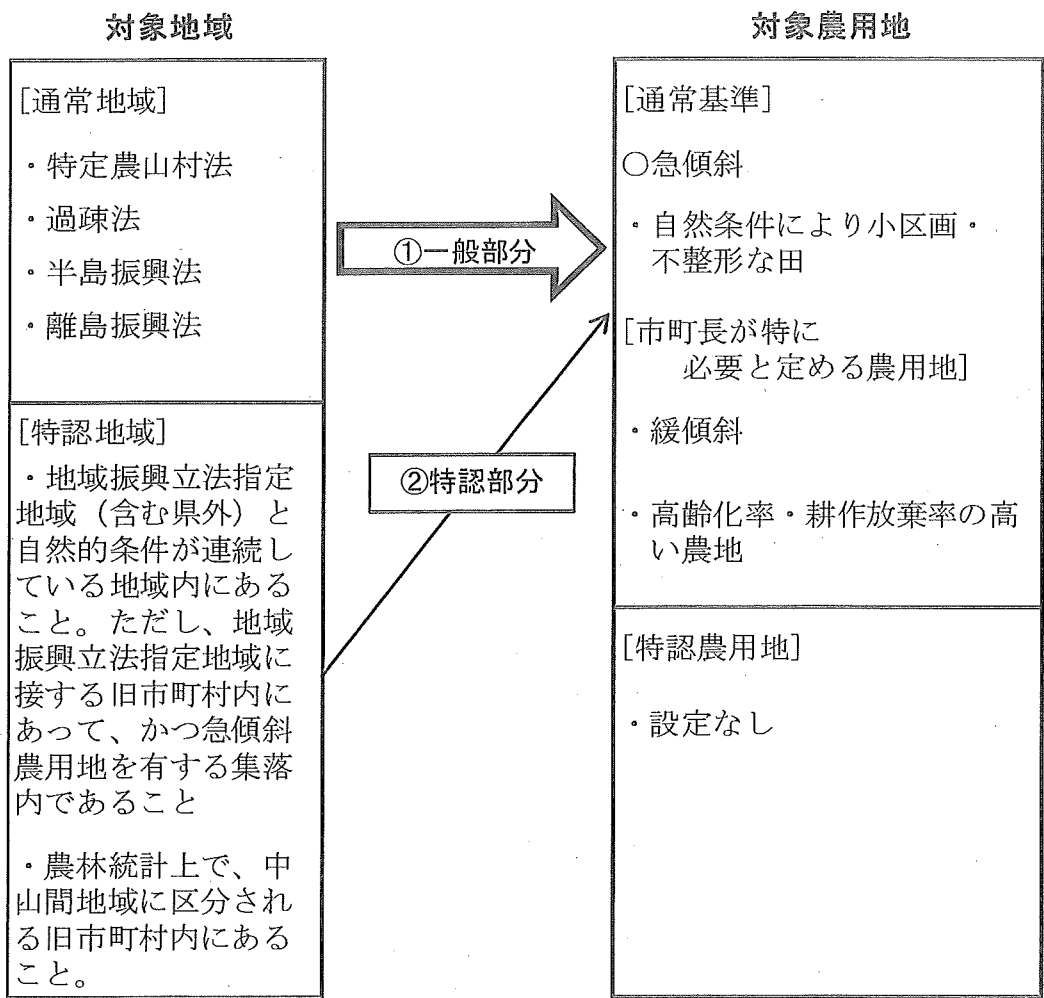 対象地域
[通常地域]
・特定農山村法
・過疎法
・半島振興法
・離島振興法
[特認地域]
・地域振興立法指定
地域（含む県外）と
自然的条件が連続し
ている地域内にある
こと。ただし、地域
振興立法指定地域に
接する旧市町村内に
あって、かつ急傾斜
農用地を有する集落
内であること
・農林統計上で、中
山間地域に区分され
る旧市町村内にある
こと。
①一般部分
②特認部分
対象農用地
[通常基準]
○急傾斜
・自然条件により小区画・
不整形な田
[市町長が特に
必要と定める農用地]
・緩傾斜
・高齢化率・耕作放棄率の高
い農地
[特認農用地]
・設定なし